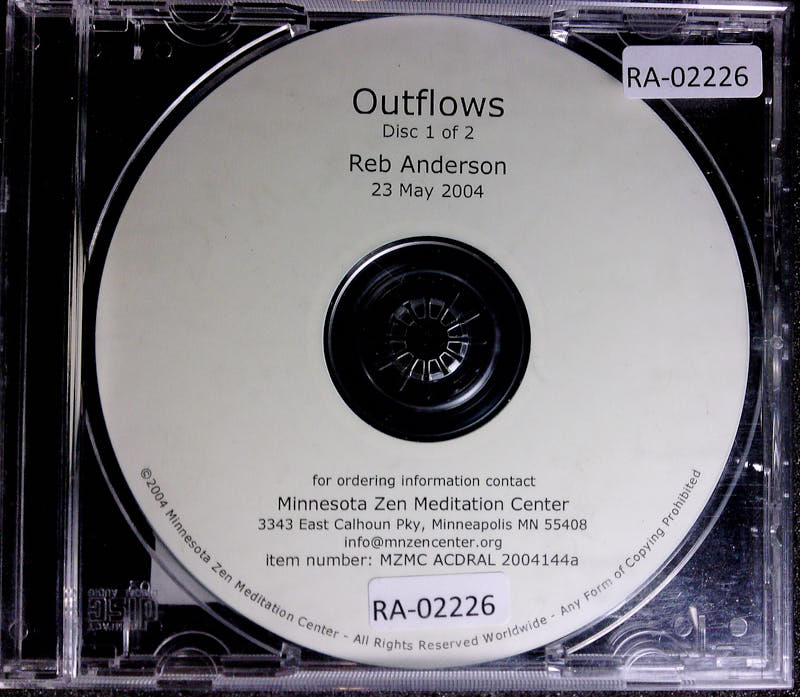 RA-02226
Outflows
Disc 1 of 2
Reb Anderson
23 May 2004
for ordering information contact
Minnesota Zen Meditation Center
3343 East Calhoun Pky, Minneapolis MN 55408
info@mnzencenter.org
item number: MZMC ACDRAL 2004144a
RA-02226
©2004 Minnesota Zen Meditation Center - All Rights Reserved Worldwide - Any Form of Copying Prohibited